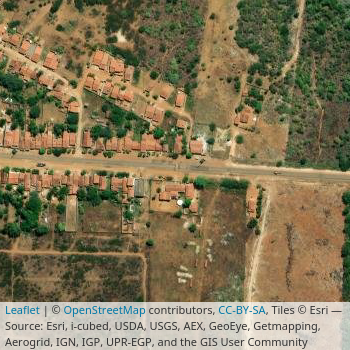 Leaflet | © OpenStreetMap contributors, CC-BY-SA, Tiles © Esri —
Source: Esri, i-cubed, USDA, USGS, AEX, GeoEye, Getmapping,
Aerogrid, IGN, IGP, UPR-EGP, and the GIS User Community